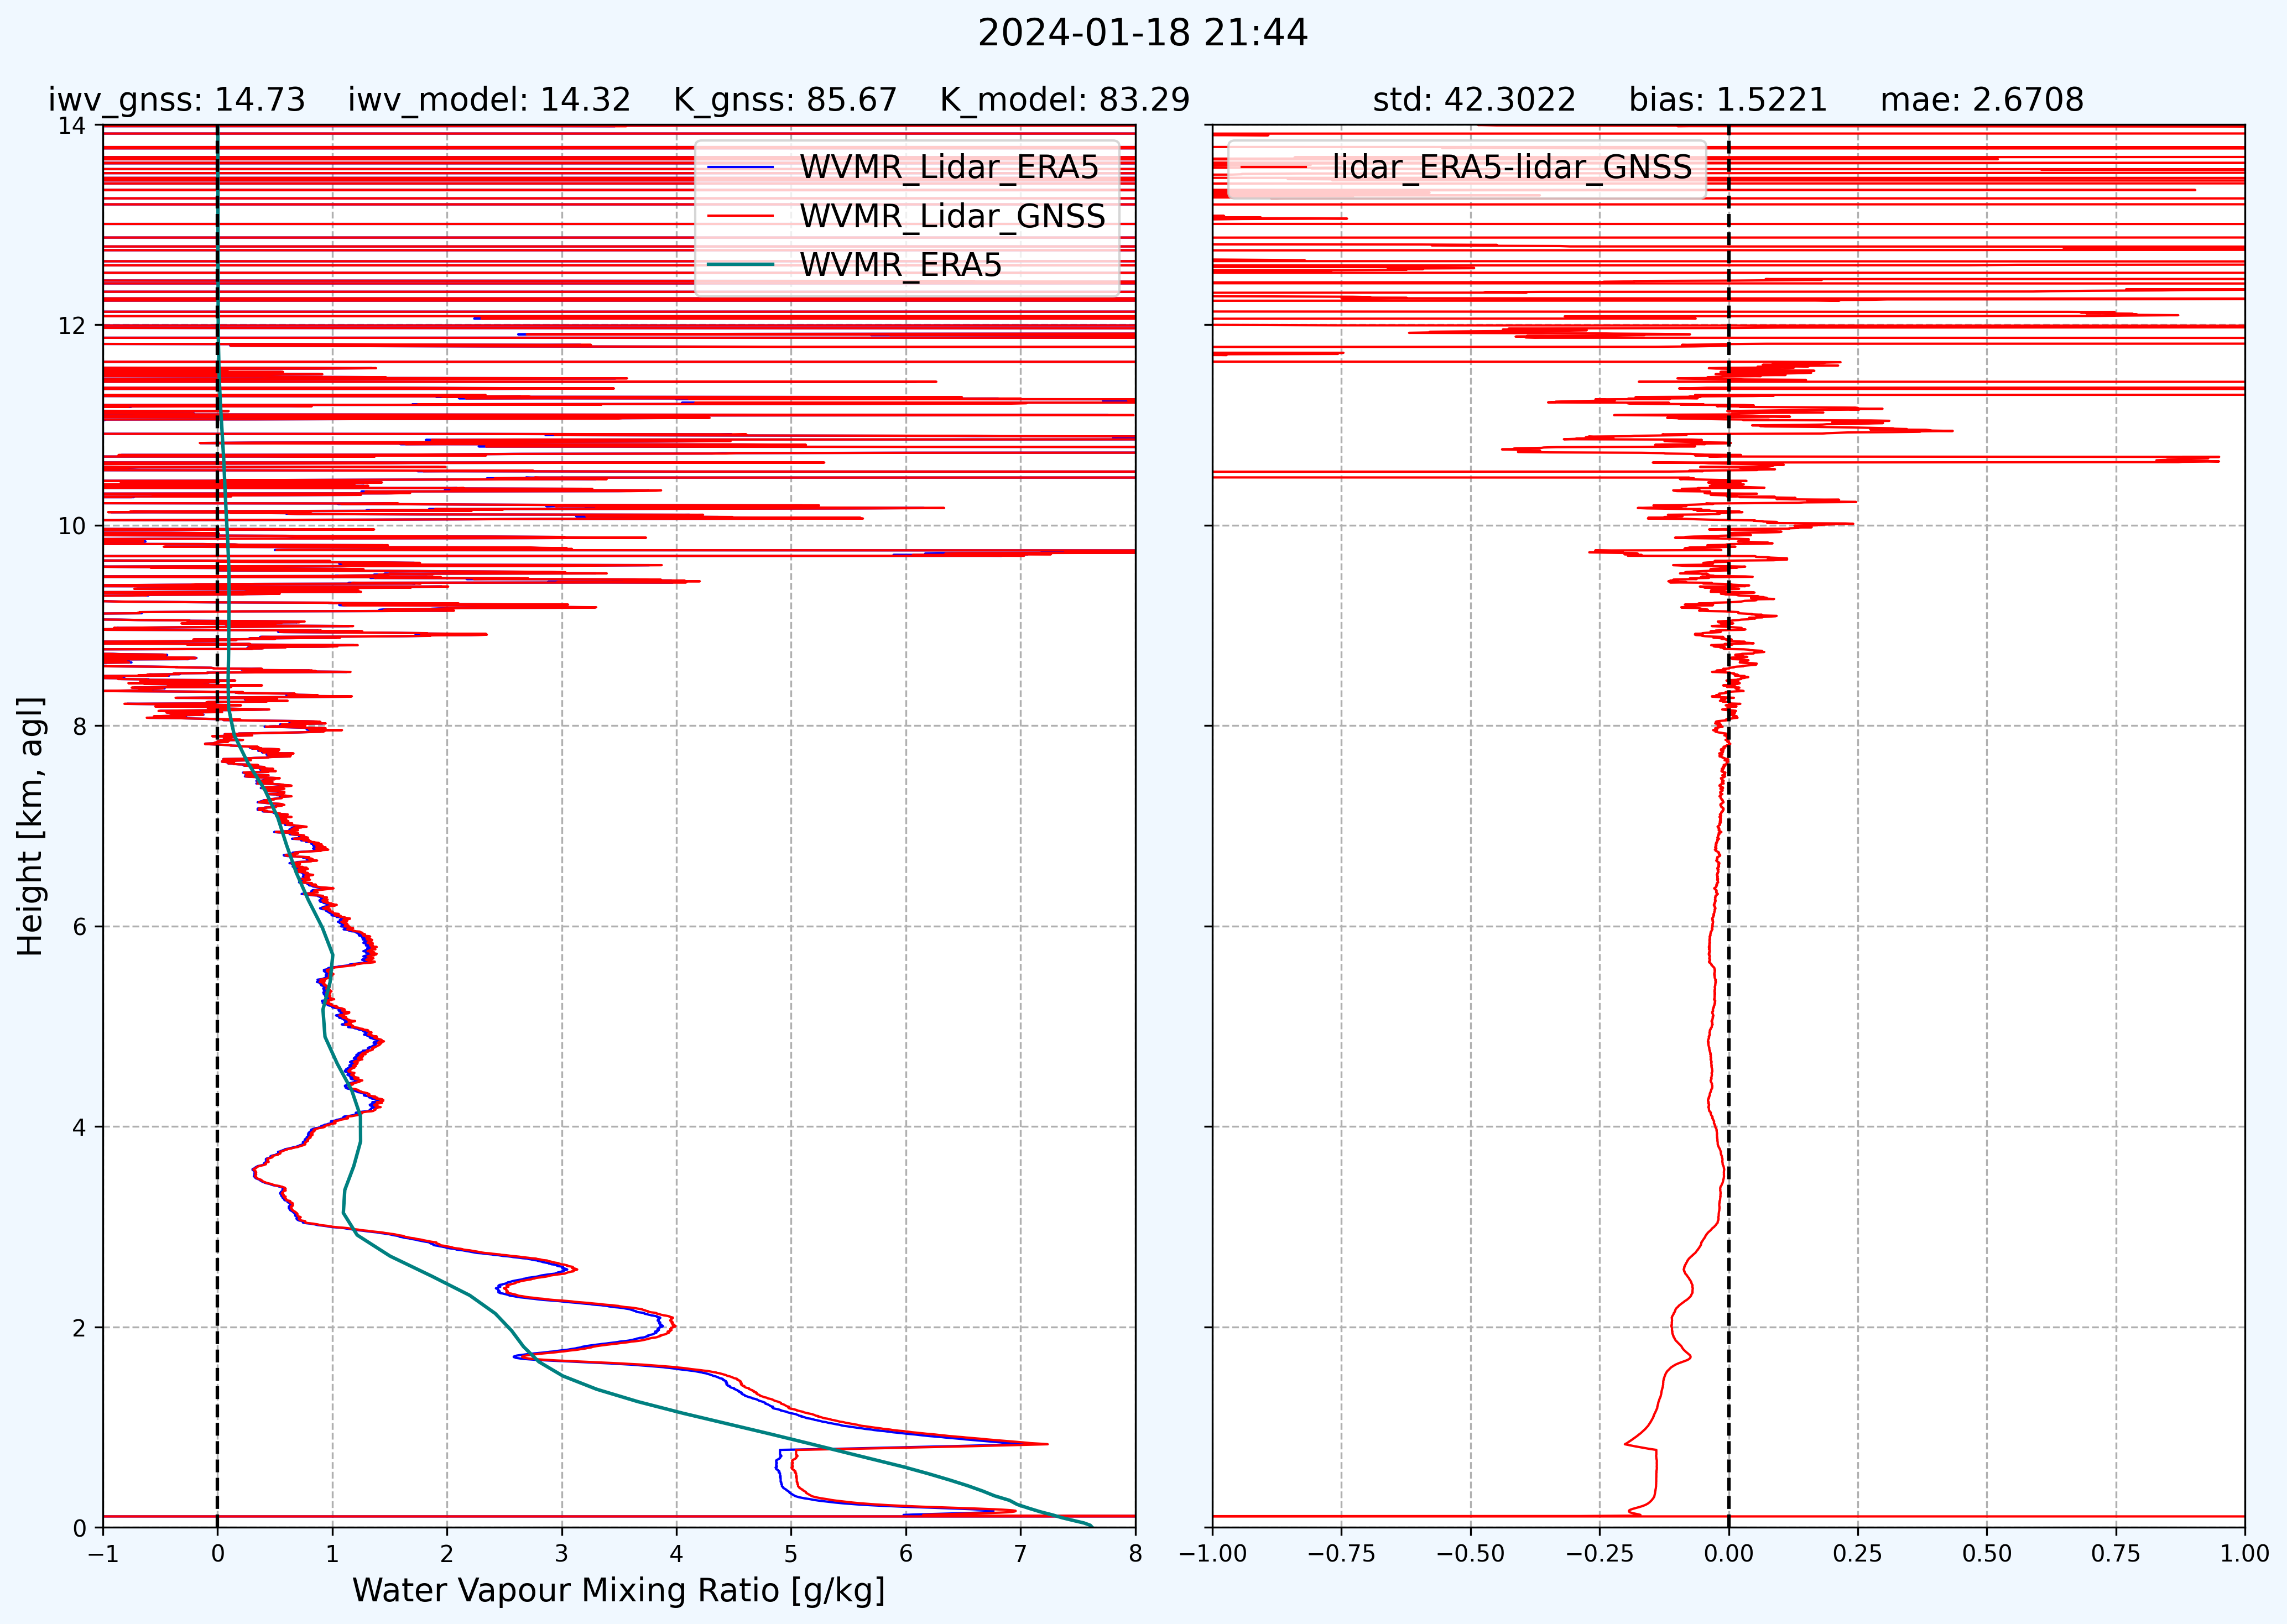 2024-01-18 21:44
iwv_gnss: 14.73 iwv_model: 14.32 K_gnss: 85.67 K_model: 83.29
std: 42.3022 bias: 1.5221 mae: 2.6708
WVMR_Lidar_ERA5
WVMR_Lidar_GNSS
WVMR_ERA5
lidar_ERA5-lidar_GNSS
Height [km, agl]
14
12
10
8
6
4
2
0
−1 0 1 2 3 4 5 6 7 8
Water Vapour Mixing Ratio [g/kg]
−1.00 −0.75 −0.50 −0.25 0.00 0.25 0.50 0.75 1.00